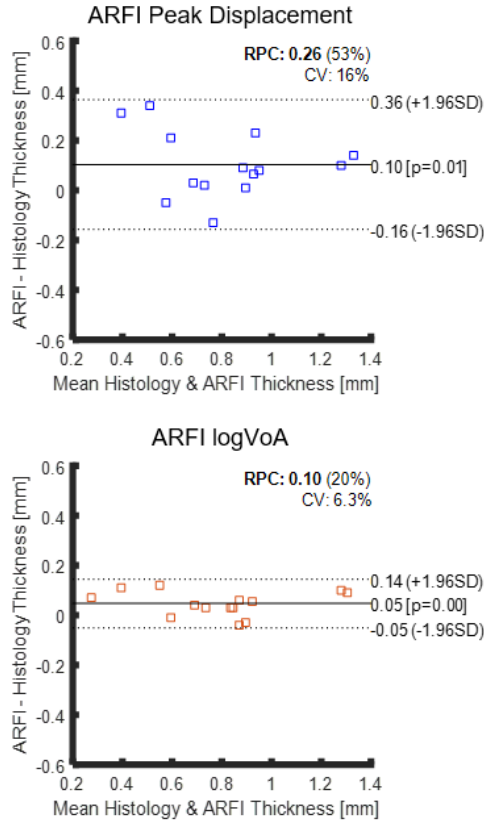 ARFI Peak Displacement
RPC: 0.26 (53%)
CV: 16%
ARFI - Histology Thickness [mm]
0.6
0.4
0.2
0
-0.2
-0.4
-0.6
0.36 (+1.96SD)
0.10 [p=0.01]
-0.16 (-1.96SD)
0.2 0.4 0.6 0.8 1 1.2 1.4
Mean Histology & ARFI Thickness [mm]
ARFI logVoA
RPC: 0.10 (20%)
CV: 6.3%
ARFI - Histology Thickness [mm]
0.6
0.4
0.2
0
-0.2
-0.4
-0.6
0.14 (+1.96SD)
0.05 [p=0.00]
-0.05 (-1.96SD)
0.2 0.4 0.6 0.8 1 1.2 1.4
Mean Histology & ARFI Thickness [mm]